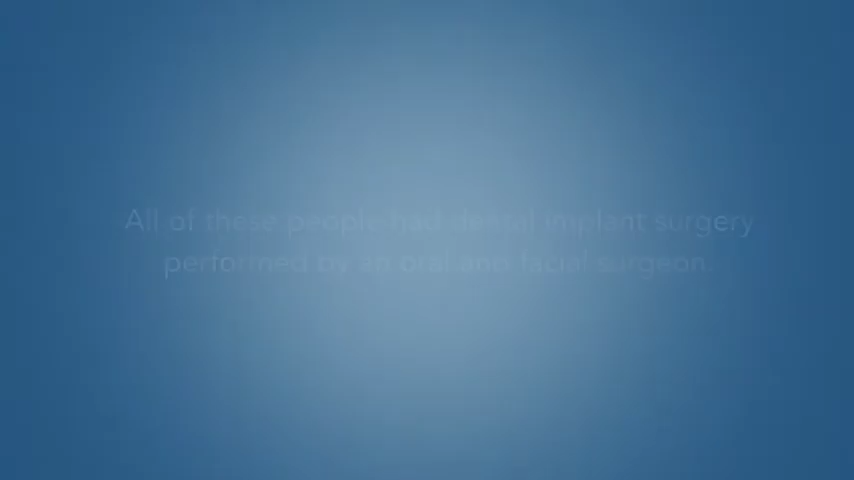 All of these people had dental implant surgery
performed by an oral and facial surgeon.